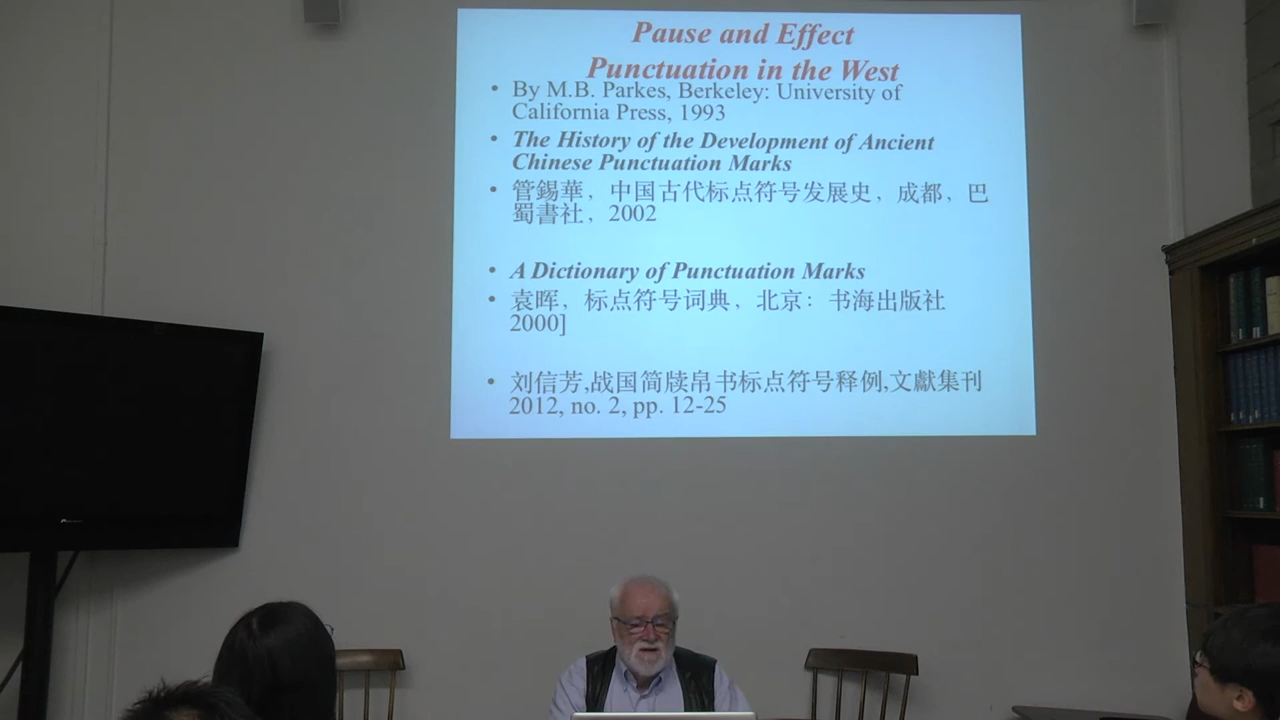 Pause and Effect
Punctuation in the West
• By M.B. Parkes, Berkeley: University of
California Press, 1993
• The History of the Development of Ancient
Chinese Punctuation Marks
• 管錫華，中国古代标点符号发展史，成都，巴
蜀書社，2002
• A Dictionary of Punctuation Marks
• 袁晖，标点符号词典，北京：书海出版社
2000]
• 刘信芳,战国简牍帛书标点符号释例,文獻集刊
2012, no. 2, pp. 12-25